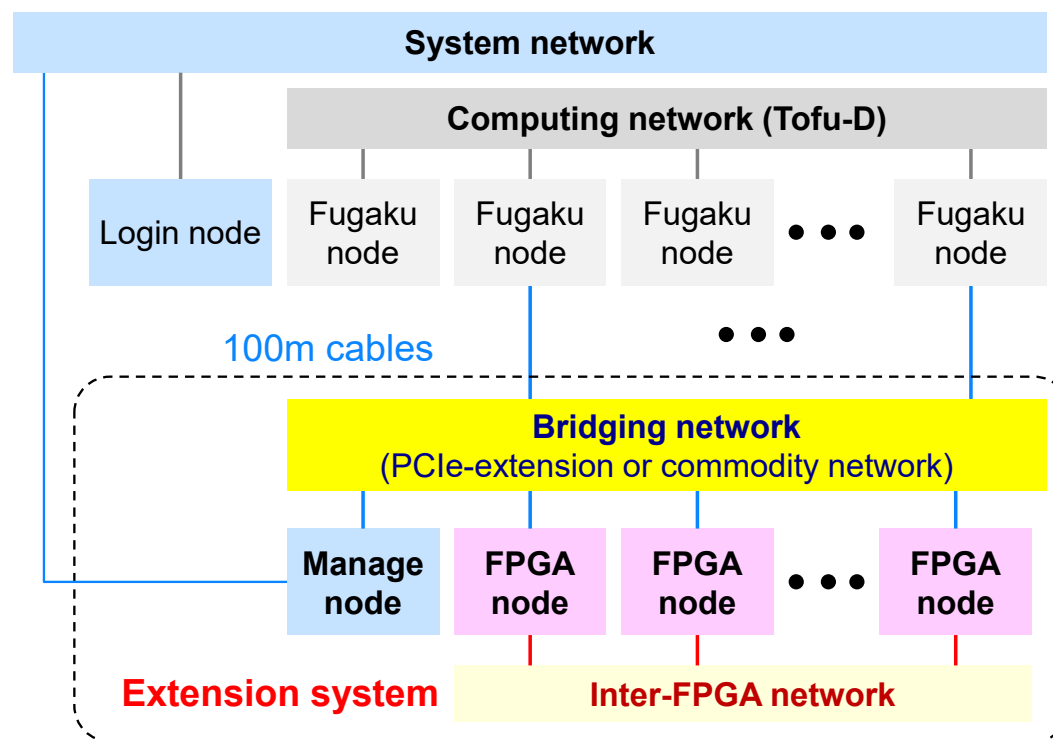 System network
Computing network (Tofu-D)
Login node
Fugaku
node
Fugaku
node
Fugaku
node
Fugaku
node
100m cables
Bridging network
(PCIe-extension or commodity network)
Manage
node
FPGA
node
FPGA
node
FPGA
node
Extension system
Inter-FPGA network